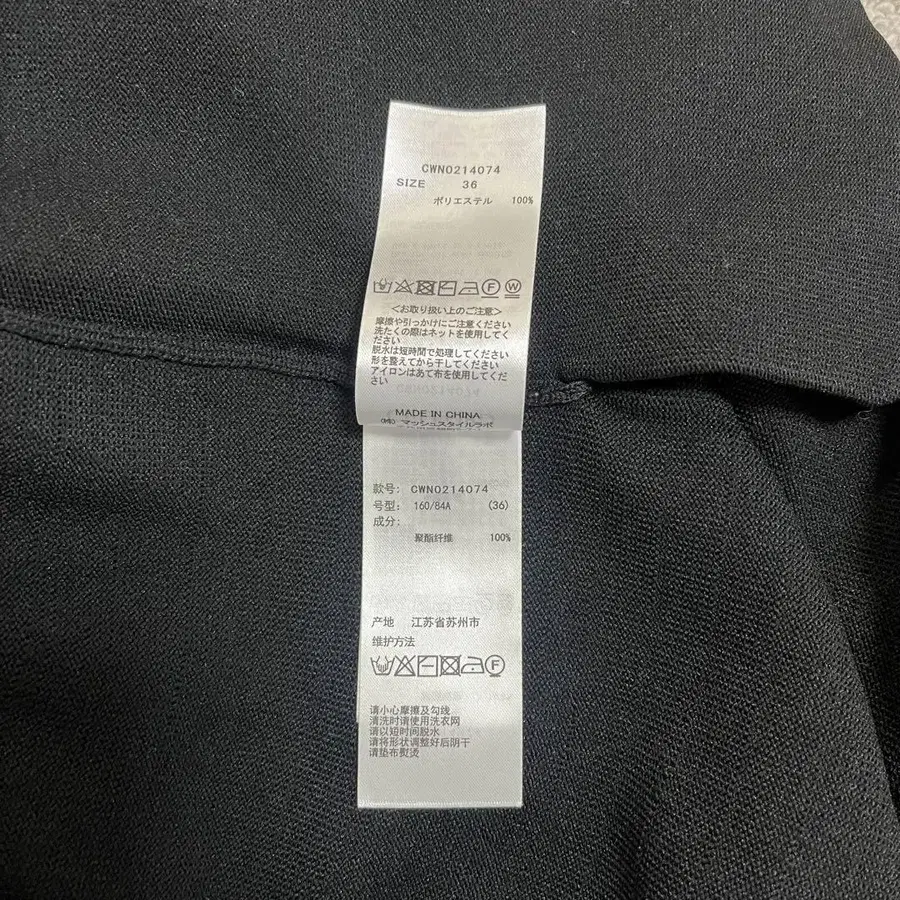 CWNO214074
SIZE 36
ポリエステル 100%
F W
<お取り扱い上のご注意>
摩擦や引っかけにご注意ください
洗たくの際はネットを使用してく
ださい
脱水は短時間で処理してください
形を整えてから干してください
アイロンはあて布を使用してくだ
さい
MADE IN CHINA
(株) マッシュスタイルラボ
款号: CWNO214074
号型: 160/84A (36)
成分:
聚酯纤维 100%
产地 江苏省苏州市
维护方法
F
请小心摩擦及勾线
请洗时请使用洗衣网
请以短时间脱水
请将形状调整好后阴干
请垫布熨烫